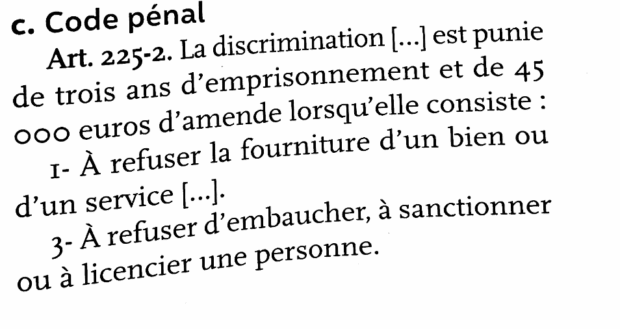 c. Code pénal
Art. 225-2. La discrimination [...] est punie
de trois ans d'emprisonnement et de 45
000 euros d'amende lorsqu'elle consiste :
1- À refuser la fourniture d'un bien ou
d'un service [...].
3- À refuser d'embaucher, à sanctionner
ou à licencier une personne.